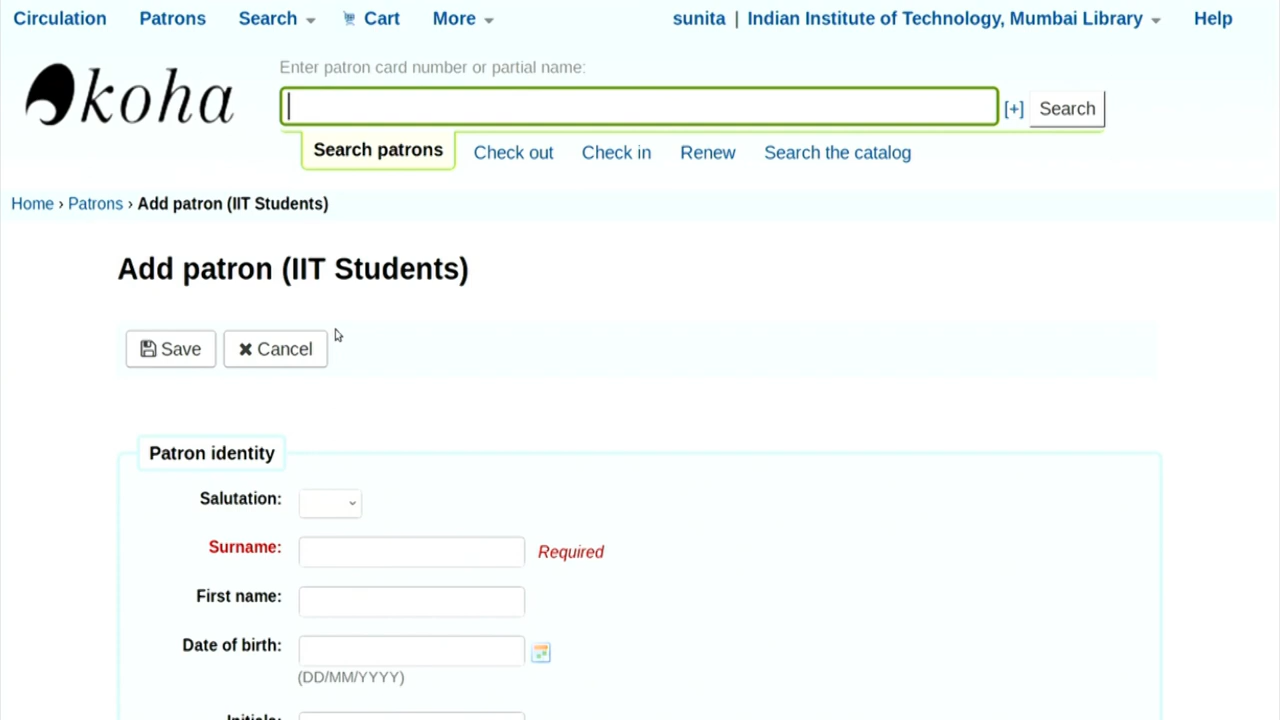 Circulation Patrons Search Cart More sunita | Indian Institute of Technology, Mumbai Library Help
Enter patron card number or partial name:
koha
[+] Search
Search patrons Check out Check in Renew Search the catalog
Home › Patrons › Add patron (IIT Students)
Add patron (IIT Students)
Save Cancel
Patron identity
Salutation:
Surname: Required
First name:
Date of birth:
(DD/MM/YYYY)
Initials: